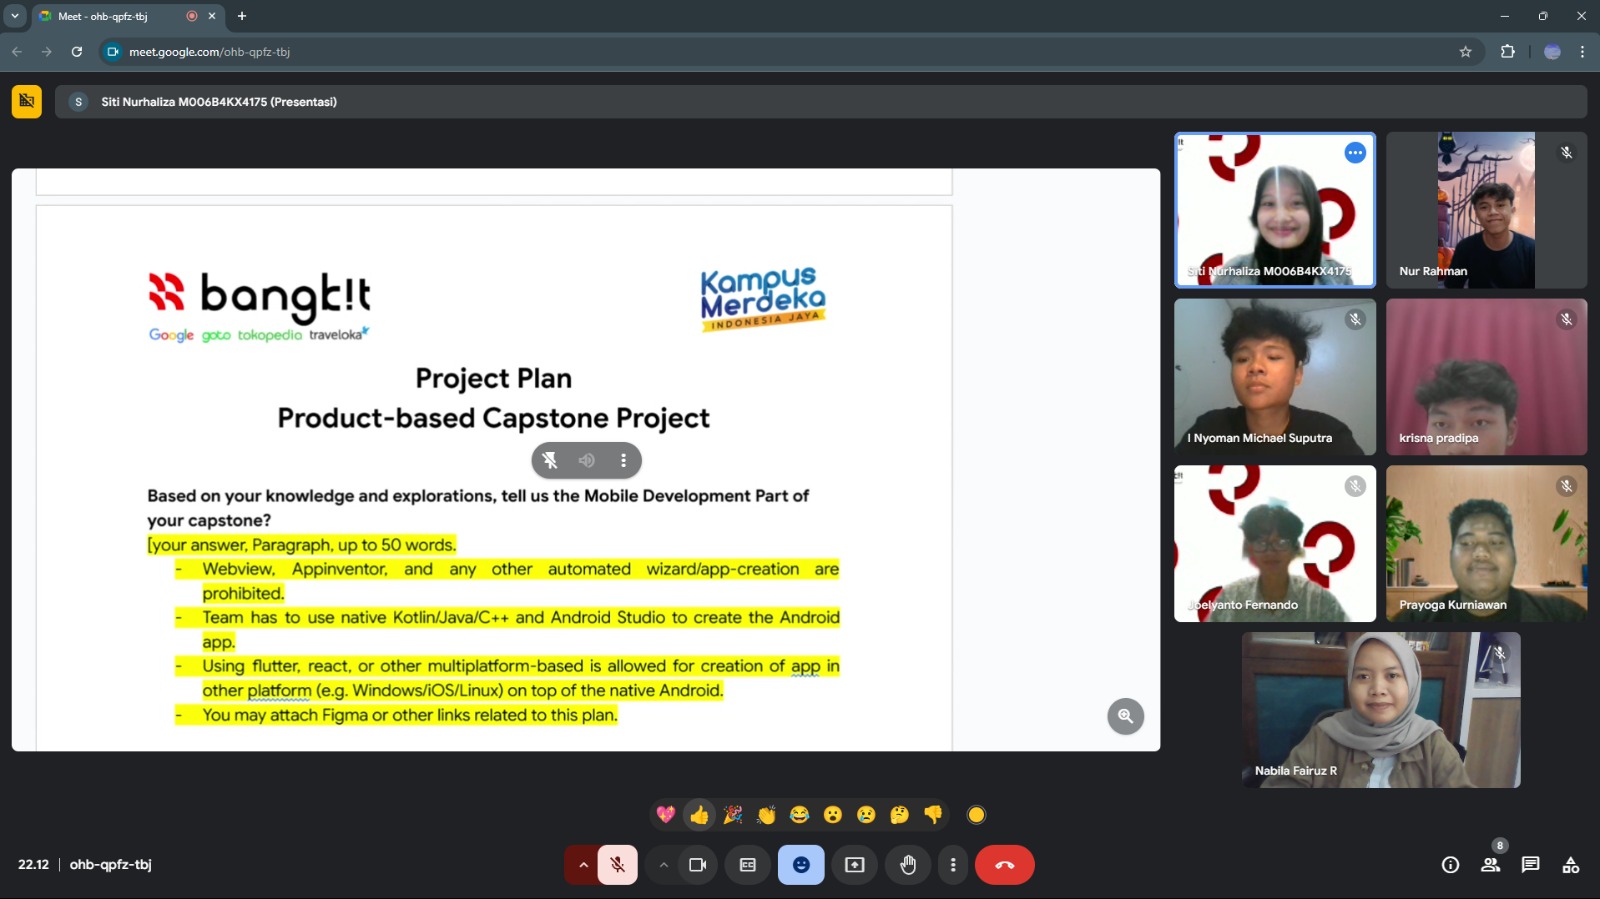 Meet - ohb-qpfz-tbj
meet.google.com/ohb-qpfz-tbj
S
Siti Nurhaliza M006B4KX4175 (Presentasi)
bangk!t
Google goto tokopedia traveloka
Kampus
Merdeka
INDONESIA JAYA
Project Plan
Product-based Capstone Project
Based on your knowledge and explorations, tell us the Mobile Development Part of
your capstone?
[your answer, Paragraph, up to 50 words.
- Webview, Appinventor, and any other automated wizard/app-creation are
prohibited.
- Team has to use native Kotlin/Java/C++ and Android Studio to create the Android
app.
- Using flutter, react, or other multiplatform-based is allowed for creation of app in
other platform (e.g. Windows/iOS/Linux) on top of the native Android.
- You may attach Figma or other links related to this plan.
Siti Nurhaliza M006B4KX4175
Nur Rahman
I Nyoman Michael Suputra
krisna pradipa
Joelyanto Fernando
Prayoga Kurniawan
Nabila Fairuz R
22.12 | ohb-qpfz-tbj
8